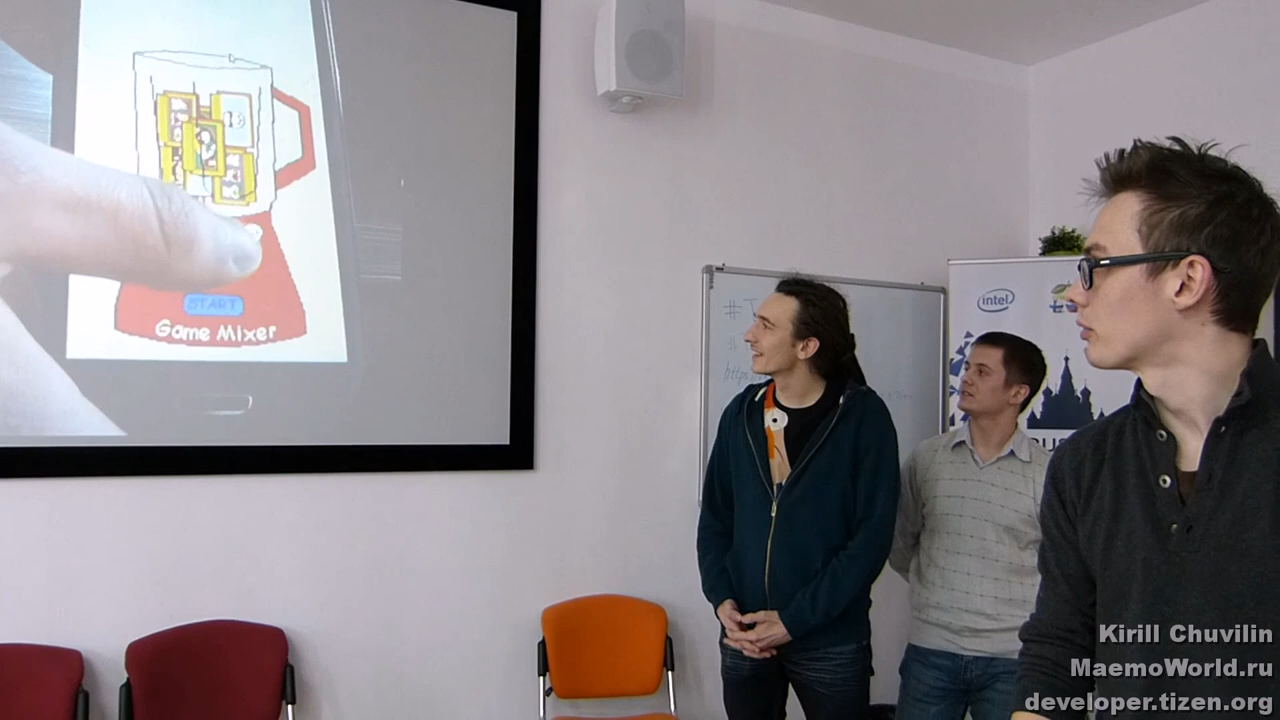 START
Game Mixer
intel
Kirill Chuvilin
MaemoWorld.ru
developer.tizen.org